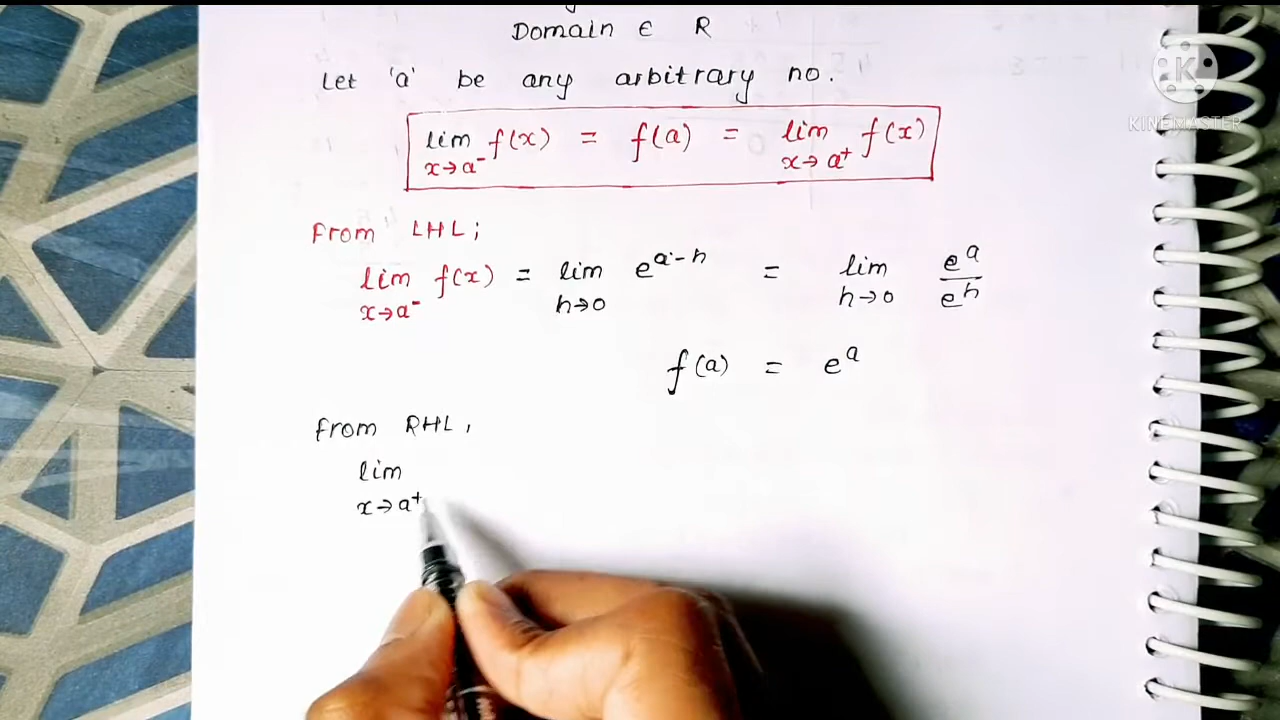 Domain ∈ R
Let 'a' be any arbitrary no.
lim f(x) = f(a) = lim f(x)
x→a⁻ x→a⁺
From LHL;
lim f(x) = lim e^(a-h) = lim e^a/e^h
x→a⁻ h→0 h→0
f(a) = e^a
From RHL,
lim
x→a⁺
K
KINEMASTER